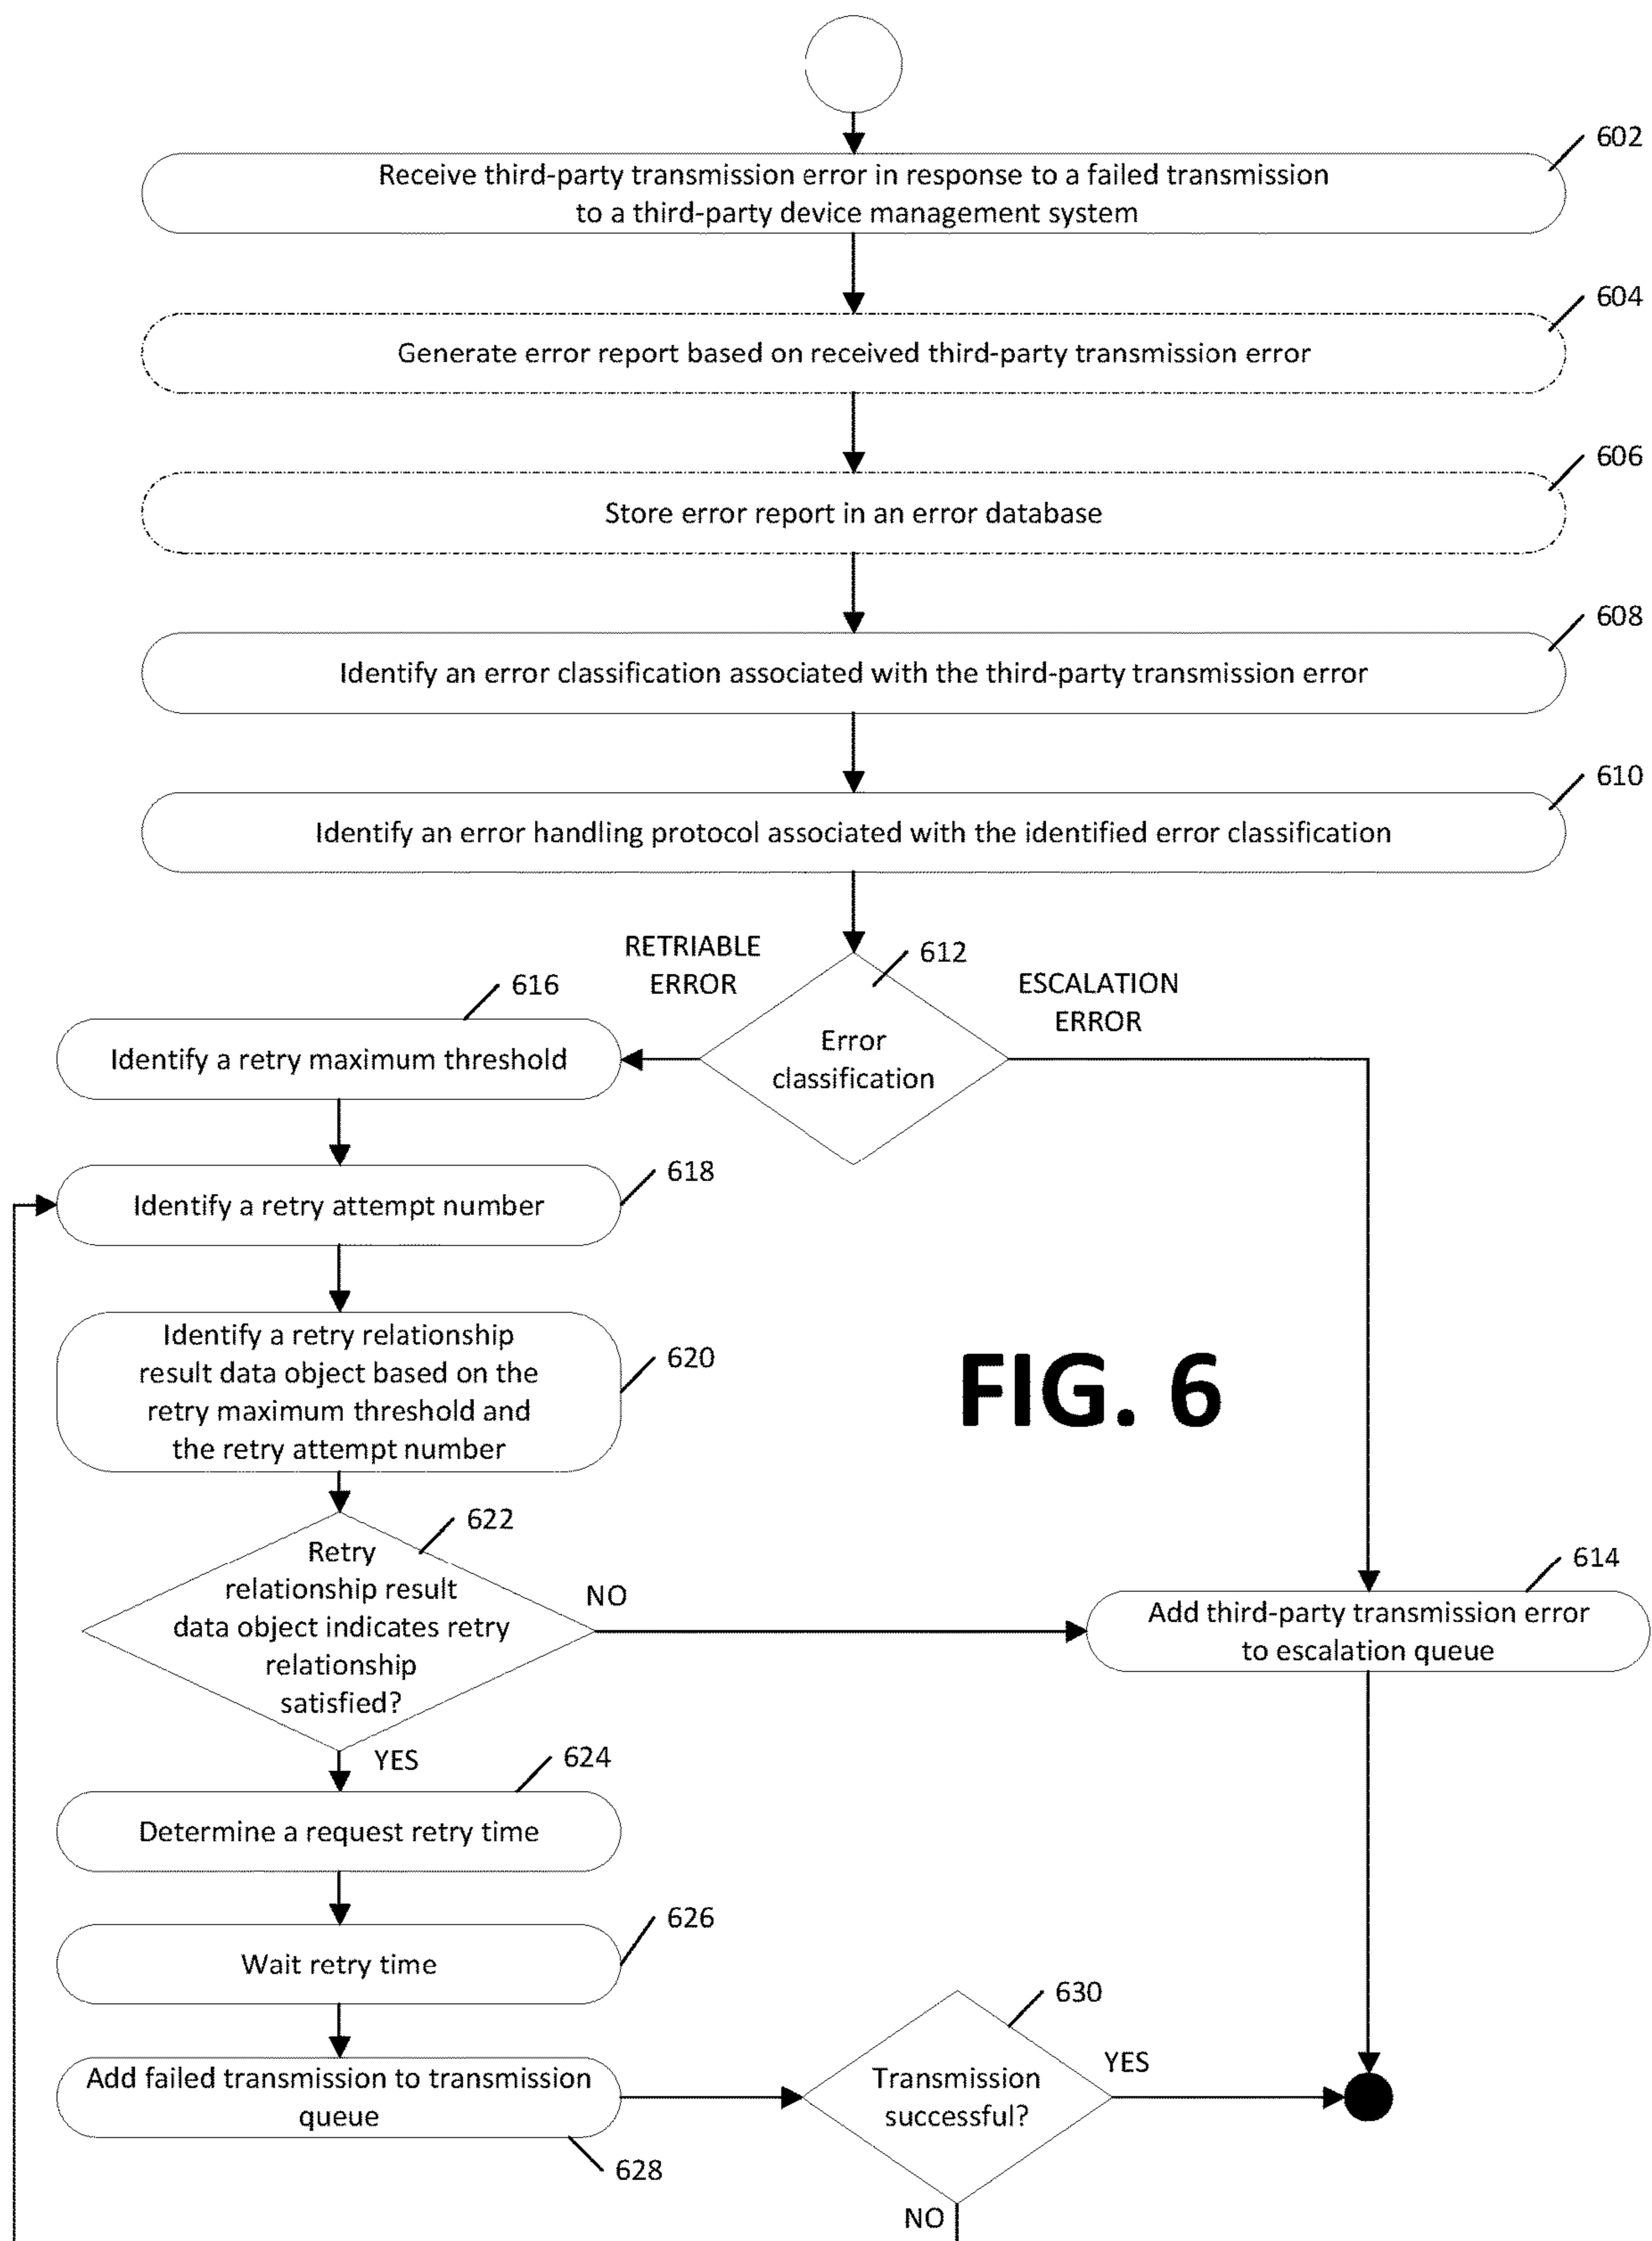 602
Receive third-party transmission error in response to a failed transmission
to a third-party device management system
604
Generate error report based on received third-party transmission error
606
Store error report in an error database
608
Identify an error classification associated with the third-party transmission error
610
Identify an error handling protocol associated with the identified error classification
RETRIABLE
ERROR
612
ESCALATION
ERROR
Error
classification
616
Identify a retry maximum threshold
618
Identify a retry attempt number
Identify a retry relationship
result data object based on the
retry maximum threshold and
the retry attempt number
620
FIG. 6
622
Retry
relationship result
data object indicates retry
relationship
satisfied?
NO
614
Add third-party transmission error
to escalation queue
YES
624
Determine a request retry time
626
Wait retry time
630
Add failed transmission to transmission
queue
628
Transmission
successful?
YES
NO